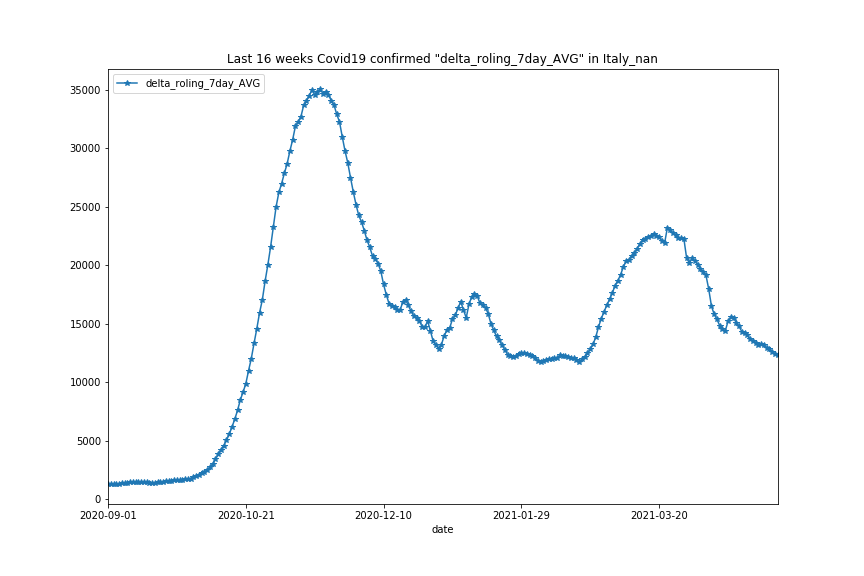 Last 16 weeks Covid19 confirmed "delta_roling_7day_AVG" in Italy_nan
delta_roling_7day_AVG
35000
30000
25000
20000
15000
10000
5000
0
2020-09-01 2020-10-21 2020-12-10 2021-01-29 2021-03-20
date